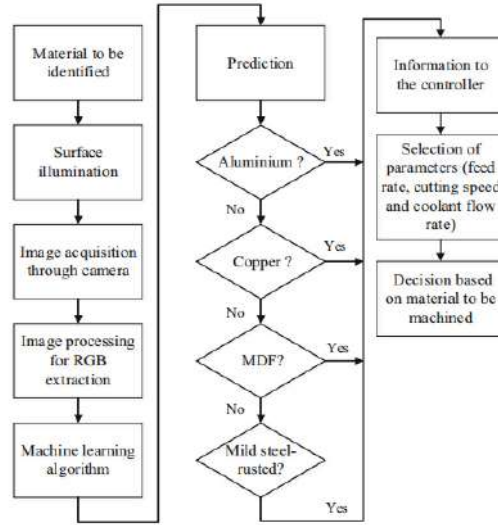 Material to be
identified
Surface
illumination
Image acquisition
through camera
Image processing
for RGB
extraction
Machine learning
algorithm
Prediction
Aluminium ?
Yes
No
Copper ?
Yes
No
MDF?
Yes
No
Mild steel-
rusted?
Yes
Information to
the controller
Selection of
parameters (feed
rate, cutting speed
and coolant flow
rate)
Decision based
on material to be
machined